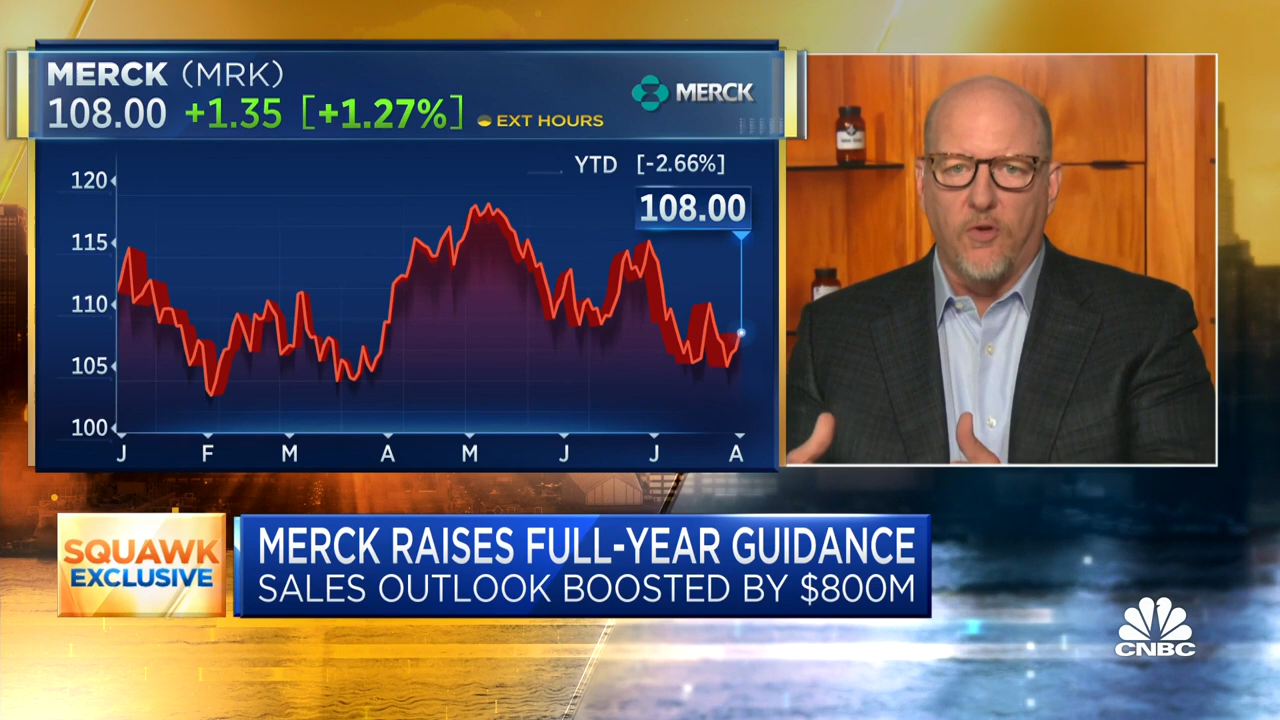 MERCK (MRK)
108.00 +1.35 [+1.27%] EXT HOURS
MERCK
YTD [-2.66%]
108.00
120
115
110
105
100
J F M A M J J A
SQUAWK
EXCLUSIVE
MERCK RAISES FULL-YEAR GUIDANCE
SALES OUTLOOK BOOSTED BY $800M
CNBC